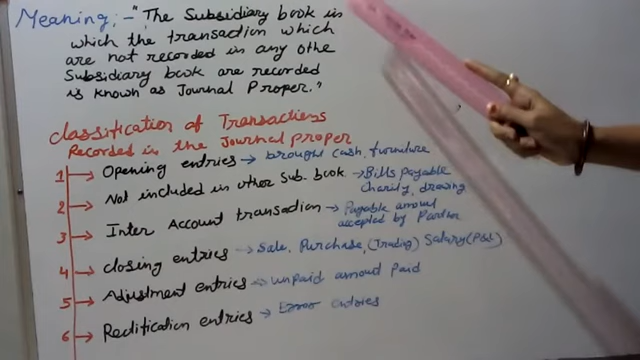 Meaning:- "The Subsidiary book in
which the transaction which
are not recorded in any othe
Subsidiary book are recorded
is known as Journal Proper."
Classification of Transactions
Recorded in the Journal proper
1 → Opening entries → brought cash, furniture
2 → Not included in other Sub. book → Bills payable
Charity, drawing
3 → Inter Account transaction → Payable amount
accepted by Partner
4 → Closing entries → Sale, Purchase, (Trading) Salary (P&L)
5 → Adjustment entries → unpaid amount paid
6 → Rectification entries → Error entries